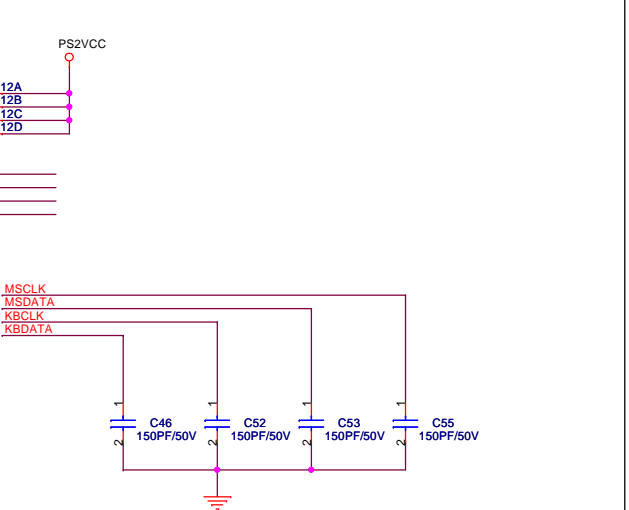 PS2VCC
12A
12B
12C
12D
MSCLK
MSDATA
KBCLK
KBDATA
1 1 1 1
C46 C52 C53 C55
150PF/50V 150PF/50V 150PF/50V 150PF/50V
2 2 2 2